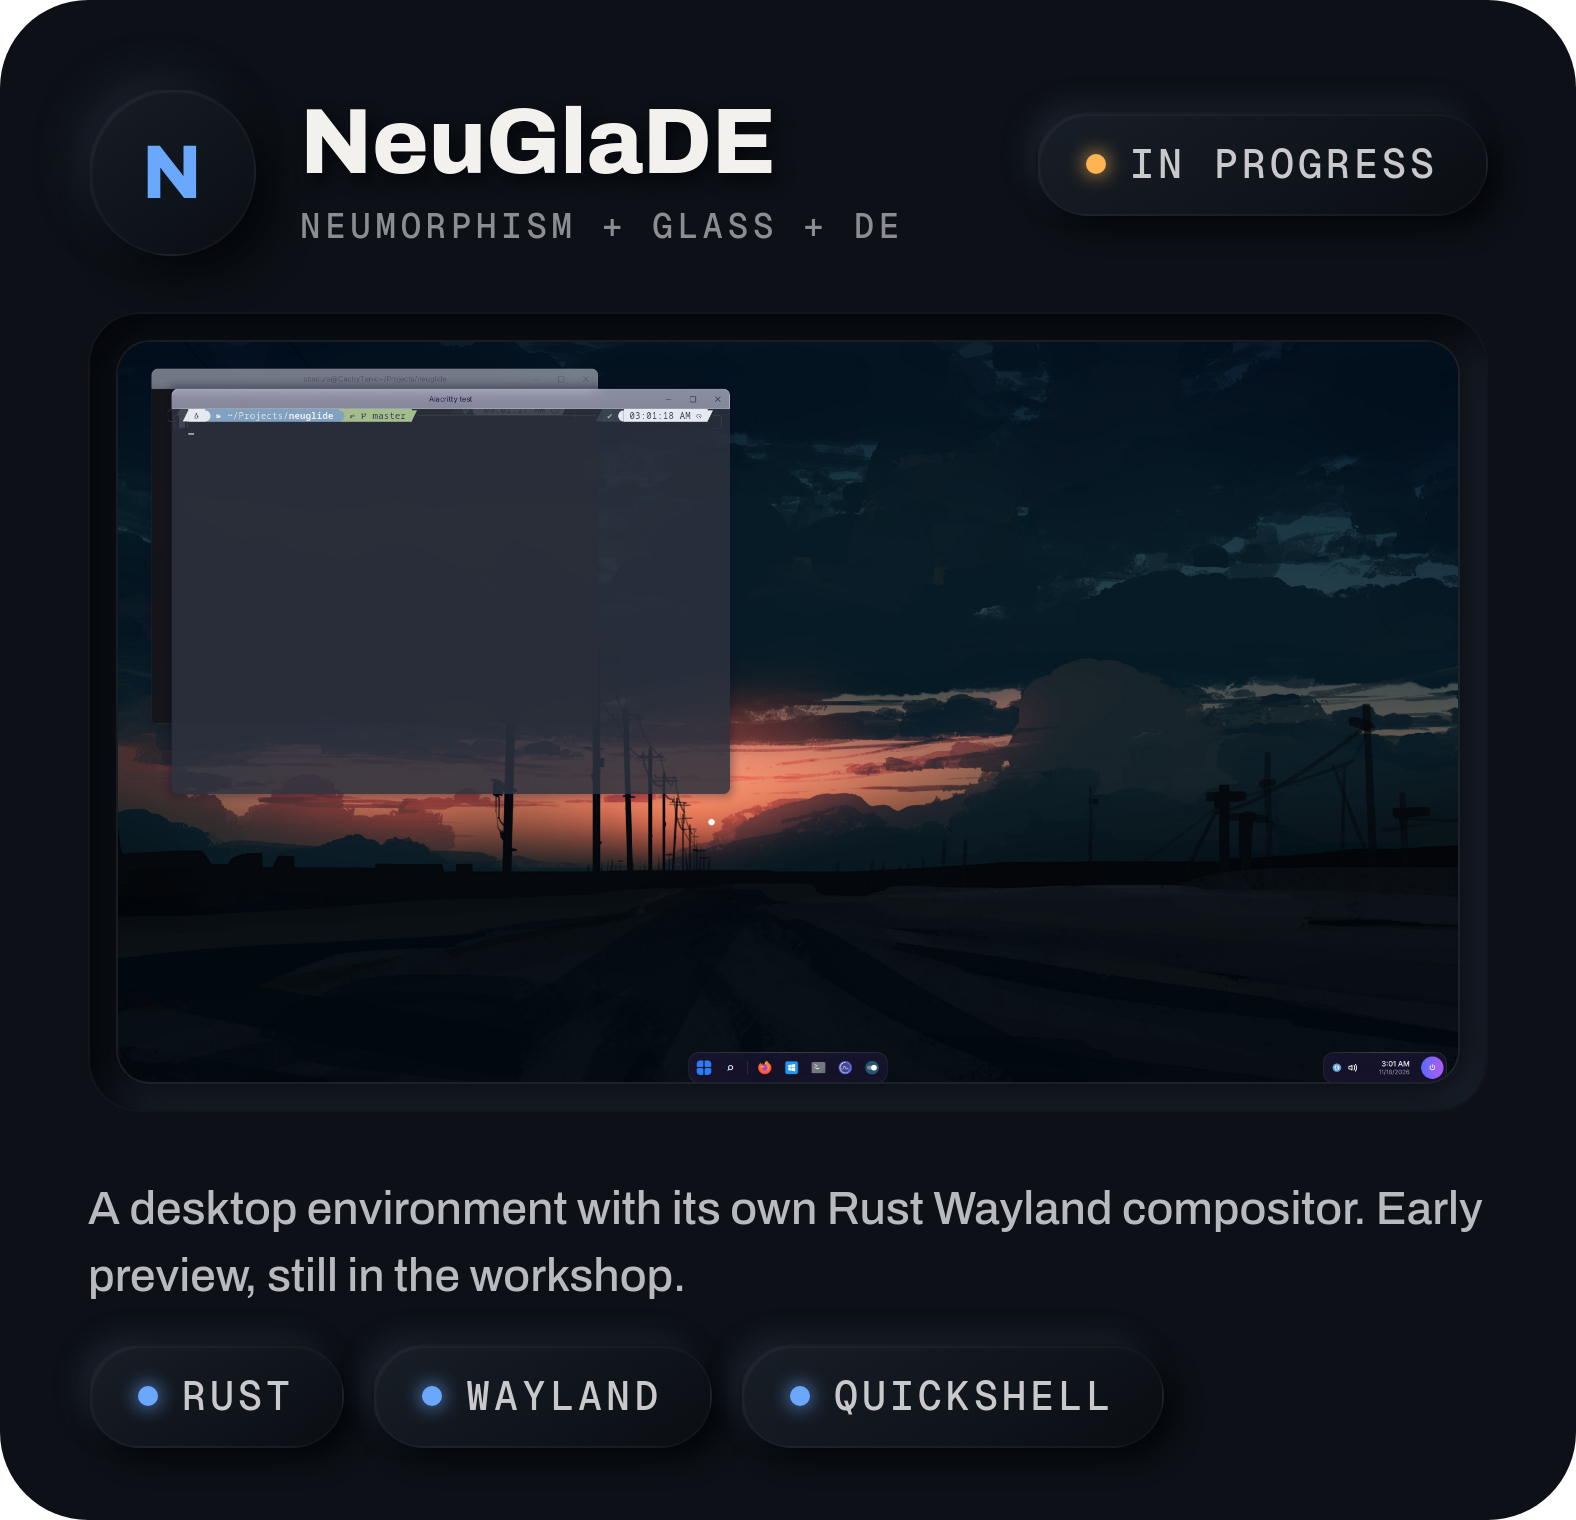 N
NeuGlaDE
NEUMORPHISM + GLASS + DE
IN PROGRESS
Alacritty test
~/Projects/neuglide
master
03:01:18 AM
3:01 AM
A desktop environment with its own Rust Wayland compositor. Early
preview, still in the workshop.
RUST
WAYLAND
QUICKSHELL